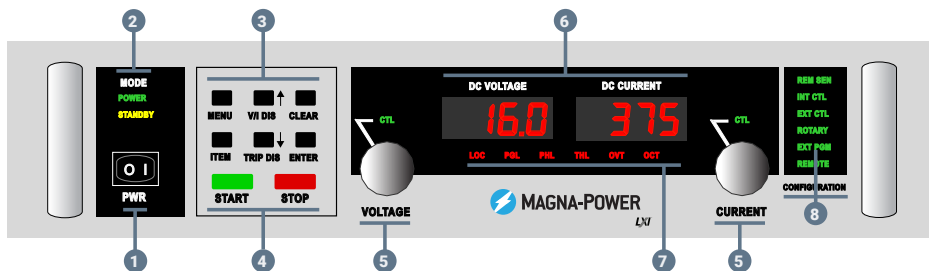 2 3 6
MODE
POWER
STANDBY
O I
PWR
MENU V/I DIS CLEAR
ITEM TRIP DIS ENTER
START STOP
CTL
VOLTAGE
DC VOLTAGE DC CURRENT
16.0 375
LOC PGL PHL THL OVT OCT
MAGNA-POWER
LXI
CTL
CURRENT
REM SEN
INT CTL
EXT CTL
ROTARY
EXT PGM
REMOTE
CONFIGURATION
8
1 4 5 7 5